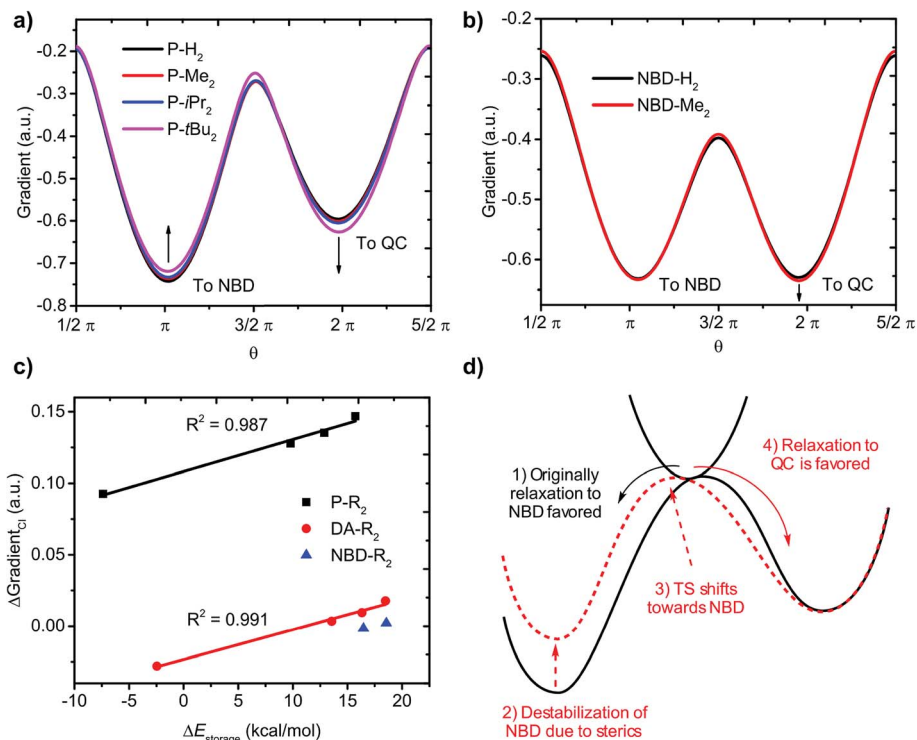 a)
-0.2
-0.3
-0.4
-0.5
-0.6
-0.7
-0.8
Gradient (a.u.)
P-H₂
P-Me₂
P-iPr₂
P-tBu₂
To NBD
To QC
1/2 π
π
3/2 π
2 π
5/2 π
θ
b)
-0.2
-0.3
-0.4
-0.5
-0.6
Gradient (a.u.)
NBD-H₂
NBD-Me₂
To NBD
To QC
1/2 π
π
3/2 π
2 π
5/2 π
θ
c)
0.15
0.10
0.05
0.00
ΔGradient_CI (a.u.)
R² = 0.987
P-R₂
DA-R₂
NBD-R₂
R² = 0.991
-10
-5
0
5
10
15
20
ΔE_storage (kcal/mol)
d)
1) Originally
relaxation to
NBD favored
4) Relaxation to
QC is favored
3) TS shifts
towards NBD
2) Destabilization of
NBD due to sterics